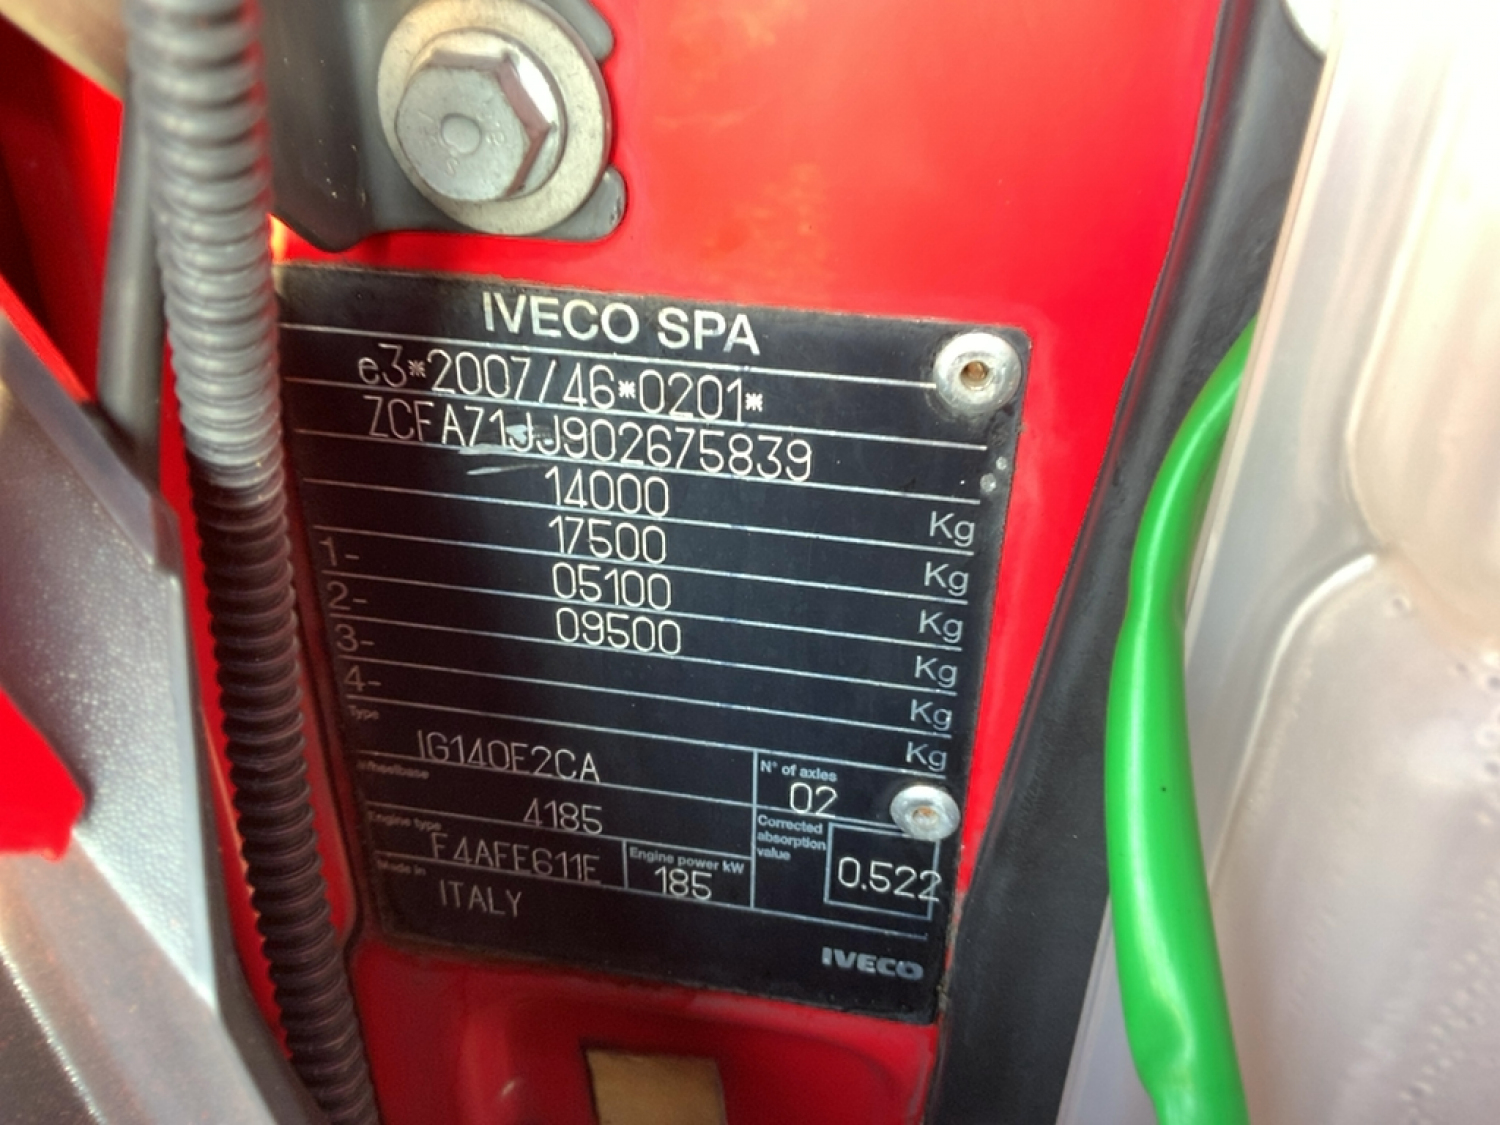 IVECO SPA
e3*2007/46*0201*
ZCFA71JJ902675839
14000 Kg
17500 Kg
1- 05100 Kg
2- 09500 Kg
3- Kg
4- Kg
Type
IG140E2CA
N° of axles
02
Wheelbase
4185
Corrected absorption value
0.522
Engine type
F4AFE611E
Engine power kW
185
Made in
ITALY
IVECO